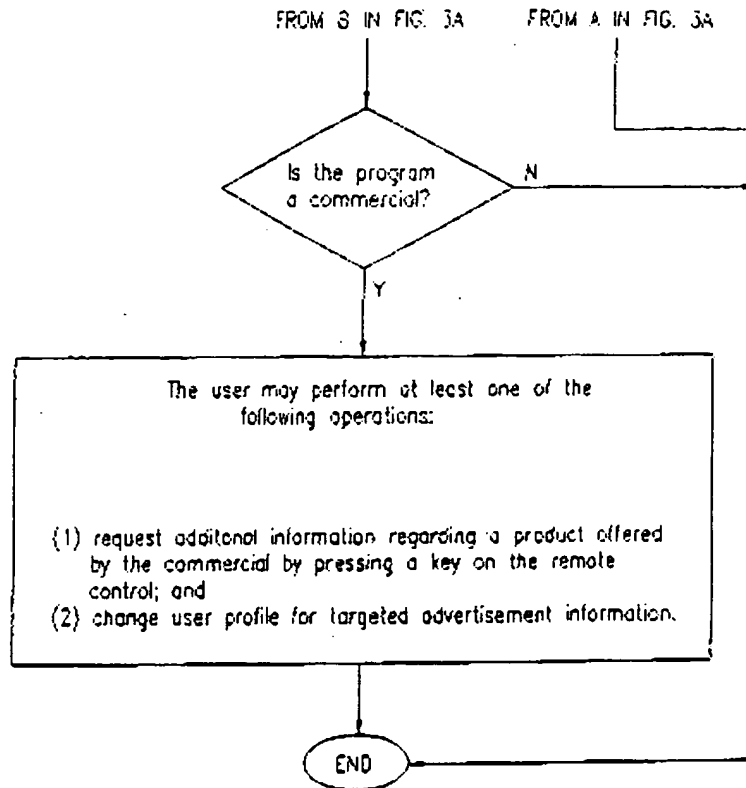 FROM B IN FIG. 3A
FROM A IN FIG. 3A
Is the program
a commercial?
N
Y
The user may perform at least one of the
following operations:
(1) request additonal information regarding a product offered
by the commercial by pressing a key on the remote
control; and
(2) change user profile for targeted advertisement information.
END